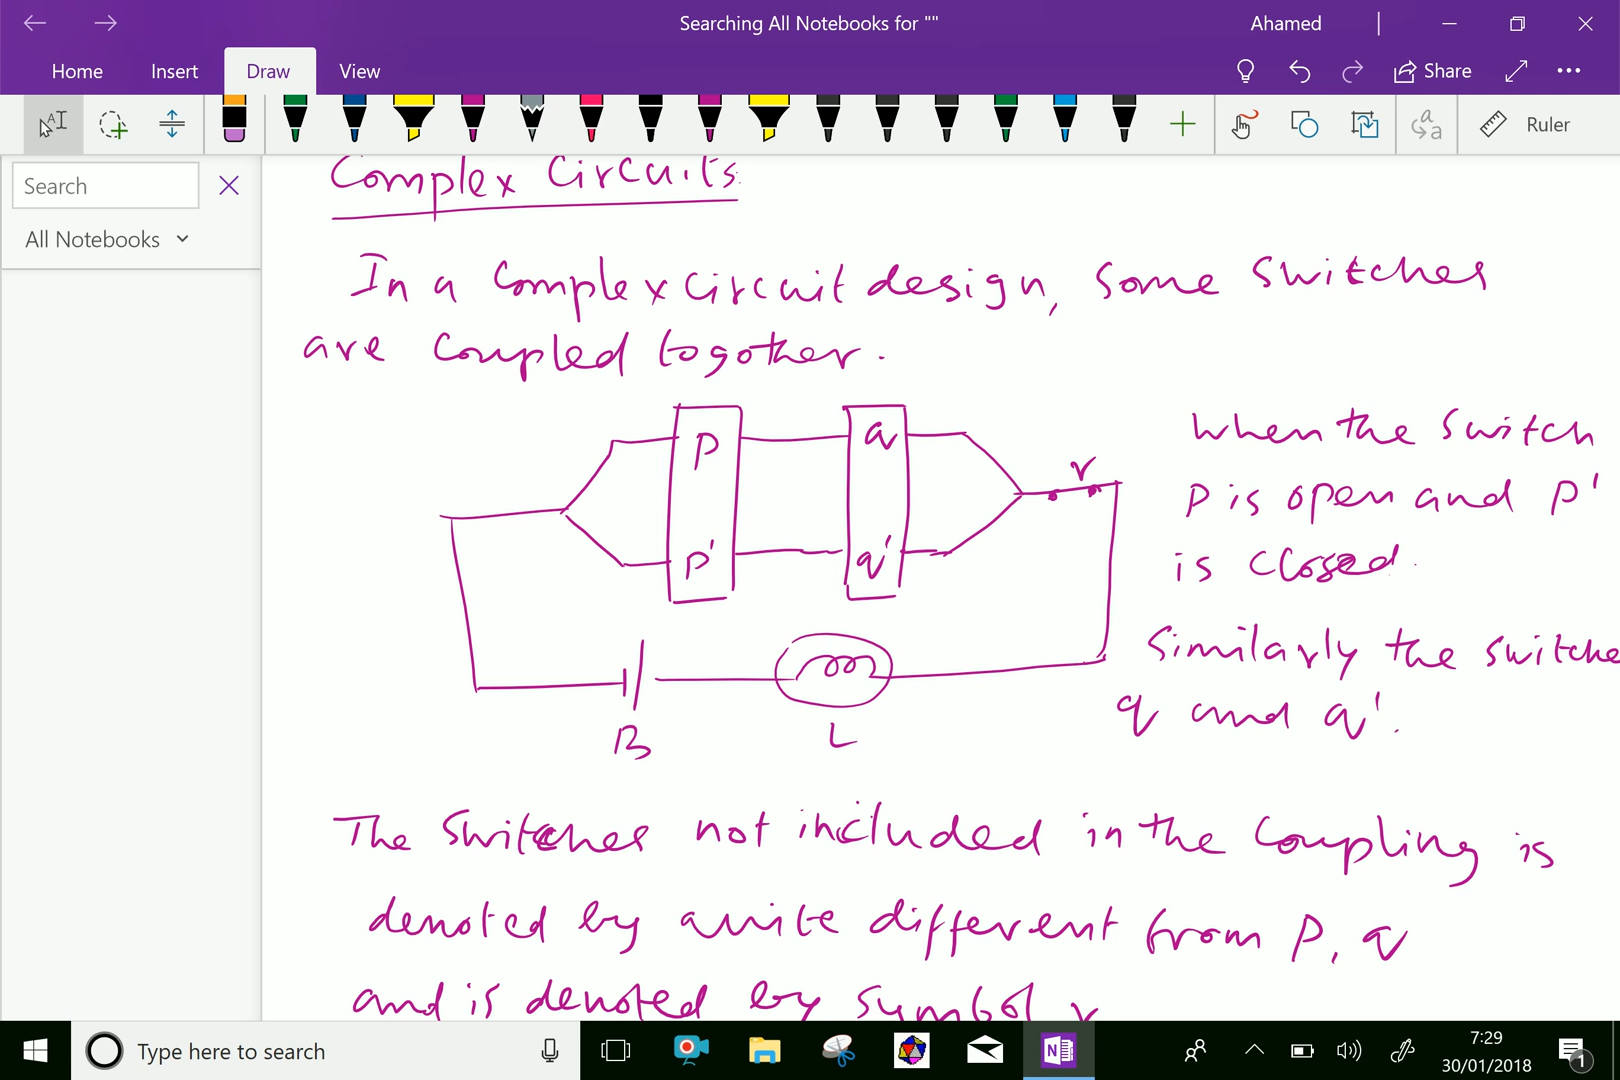 Searching All Notebooks for ""
Ahamed
Home
Insert
Draw
View
Share
Ruler
Search
All Notebooks
Complex Circuits
In a Complex Circuit design, Some Switches
are Coupled together.
p
q
r
p'
q'
B
L
When the Switch
p is open and p'
is closed.
Similarly the switche
q and q'.
The Switches not included in the Coupling is
denoted by quite different from p, q
and is denoted by symbol r
Type here to search
7:29
30/01/2018
1